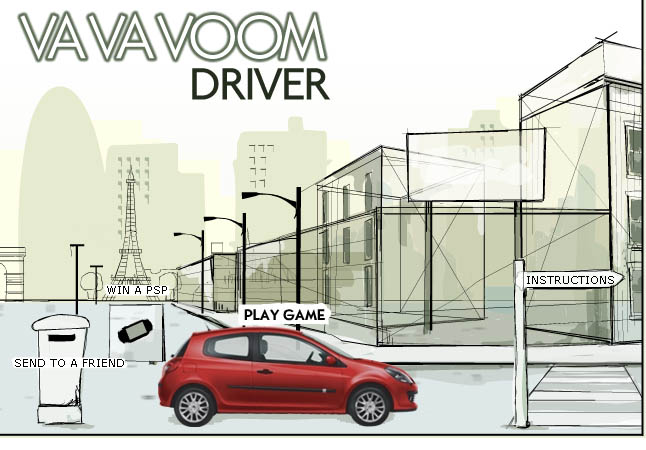 VA VA VOOM
DRIVER
WIN A PSP
PLAY GAME
INSTRUCTIONS
SEND TO A FRIEND